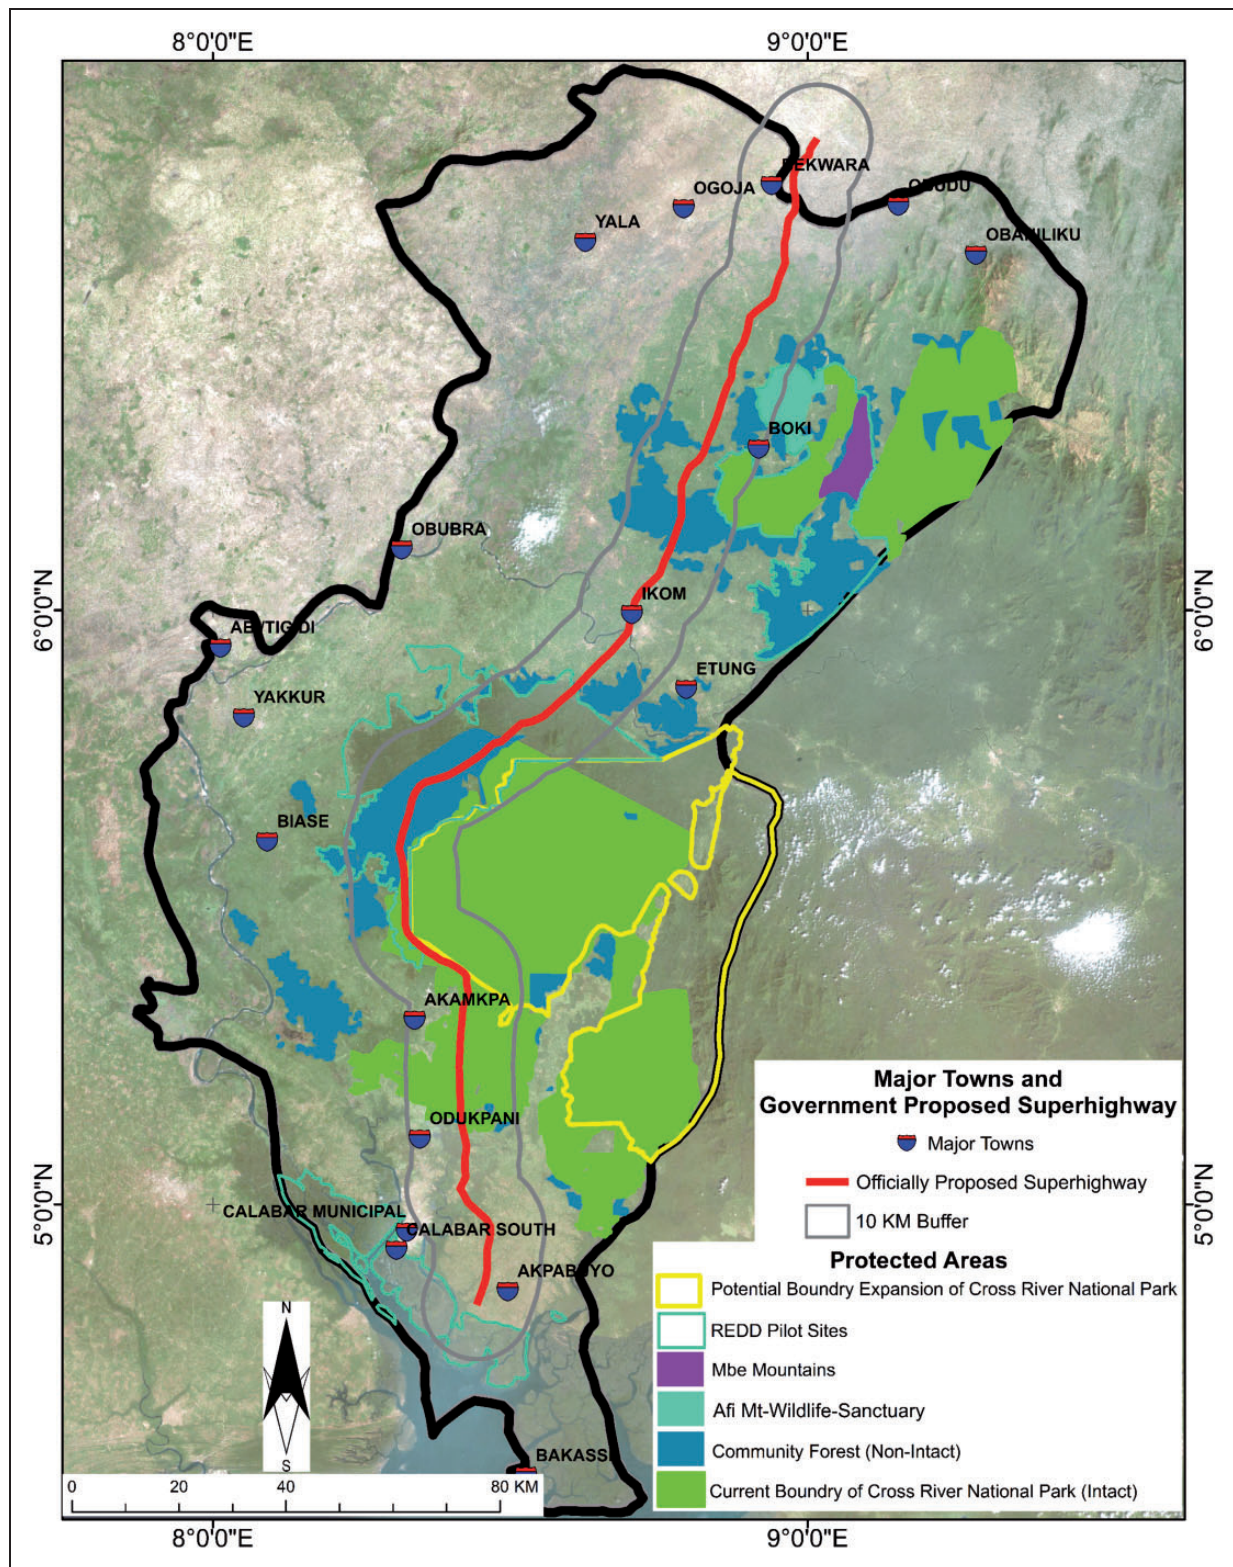 8°0'0"E
9°0'0"E
BEKWARA
OGOJA
OBUDU
YALA
OBANLIKU
BOKI
OBUBRA
6°0'0"N
6°0'0"N
IKOM
ETUNG
YAKKUR
BIASE
AKAMKPA
ODUKPANI
5°0'0"N
5°0'0"N
CALABAR MUNICIPAL
CALABAR SOUTH
AKPABUYO
BAKASSI
N
S
0 20 40 80 KM
8°0'0"E
9°0'0"E
Major Towns and
Government Proposed Superhighway
Major Towns
Officially Proposed Superhighway
10 KM Buffer
Protected Areas
Potential Boundry Expansion of Cross River National Park
REDD Pilot Sites
Mbe Mountains
Afi Mt-Wildlife-Sanctuary
Community Forest (Non-Intact)
Current Boundry of Cross River National Park (Intact)